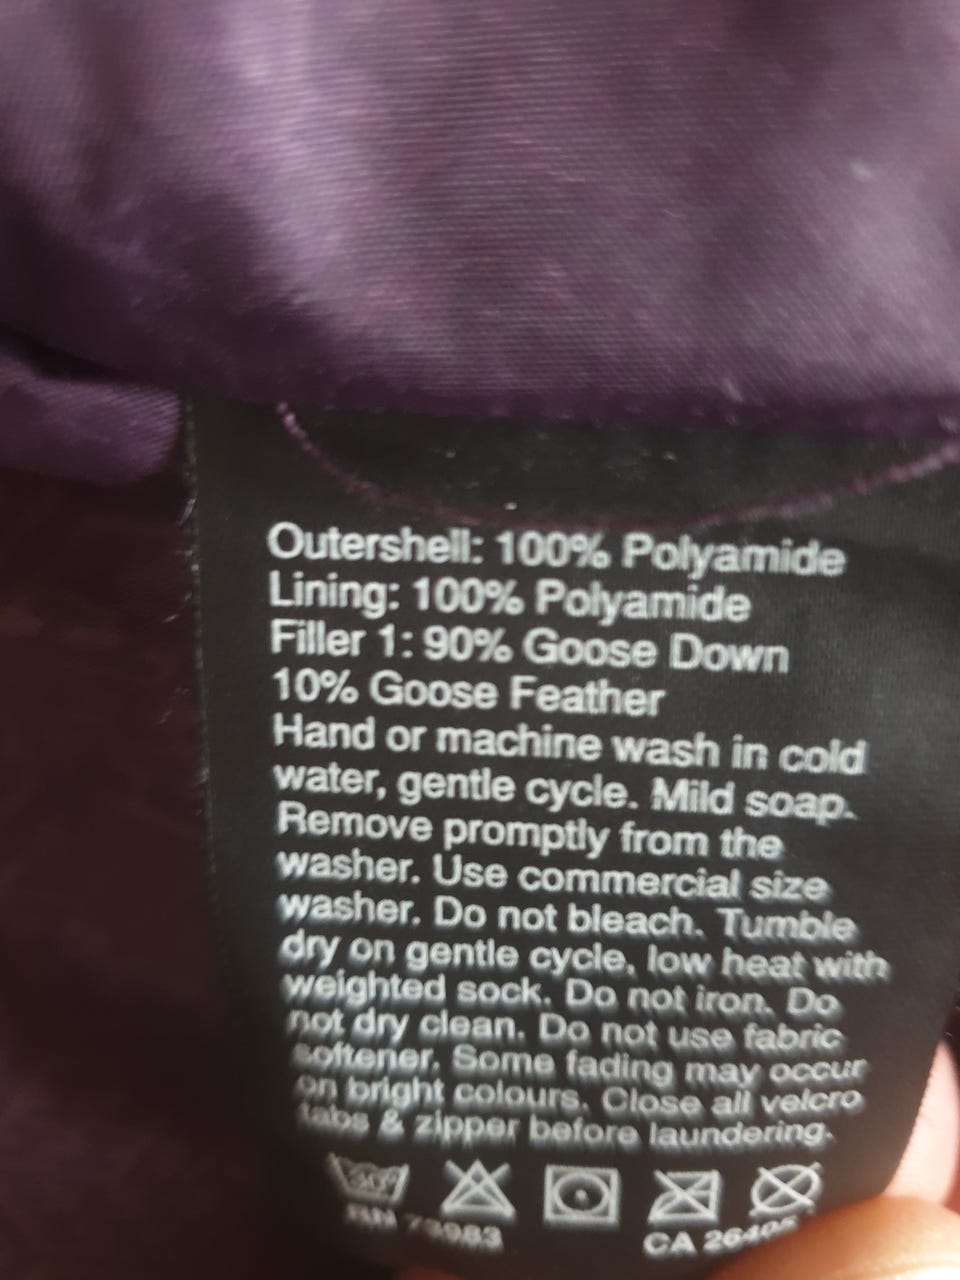 Outershell: 100% Polyamide
Lining: 100% Polyamide
Filler 1: 90% Goose Down
10% Goose Feather
Hand or machine wash in cold
water, gentle cycle. Mild soap.
Remove promptly from the
washer. Use commercial size
washer. Do not bleach. Tumble
dry on gentle cycle, low heat with
weighted sock. Do not iron. Do
not dry clean. Do not use fabric
softener. Some fading may occur
on bright colours. Close all velcro
tabs & zipper before laundering.
30°
RN 73983
CA